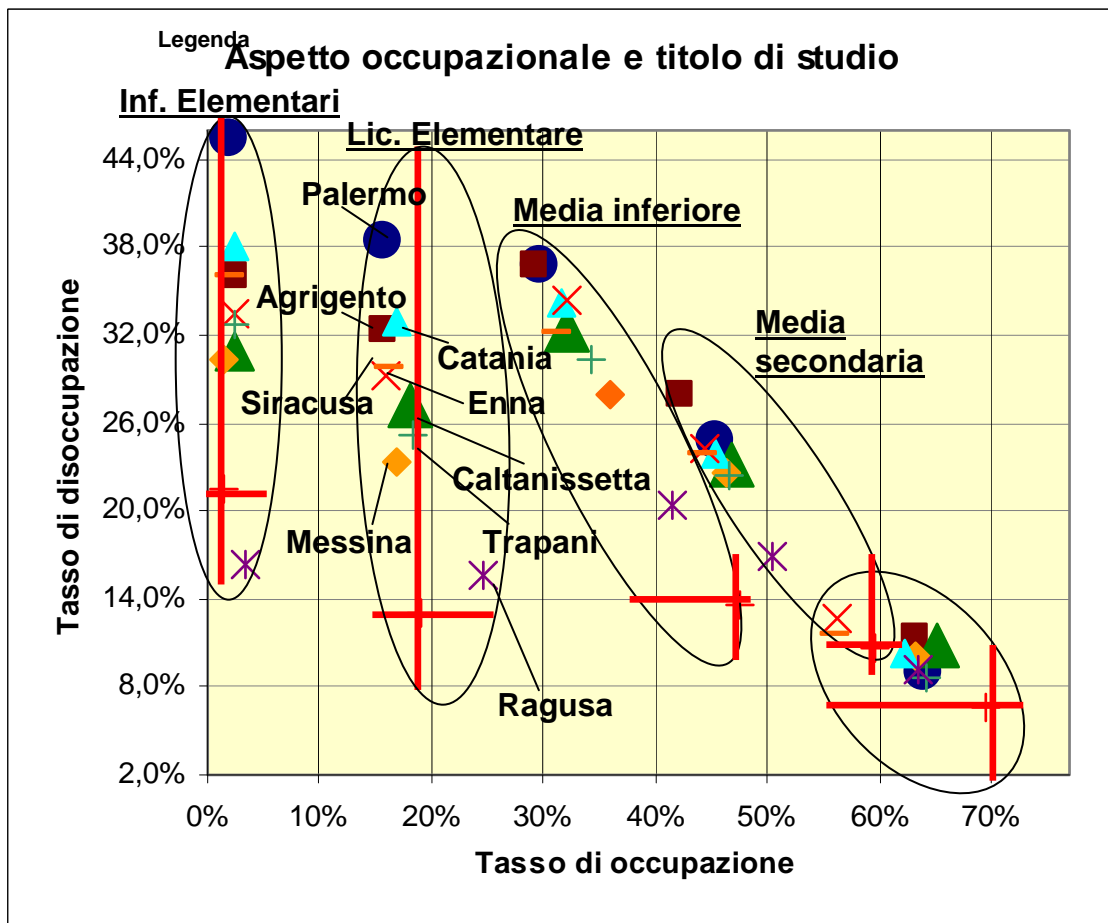 Legenda
Aspetto occupazionale e titolo di studio
Inf. Elementari
Lic. Elementare
Media inferiore
Media
secondaria
Palermo
Agrigento
Catania
Siracusa
Enna
Caltanissetta
Messina
Trapani
Ragusa
Tasso di disoccupazione
44,0%
38,0%
32,0%
26,0%
20,0%
14,0%
8,0%
2,0%
0%
10%
20%
30%
40%
50%
60%
70%
Tasso di occupazione